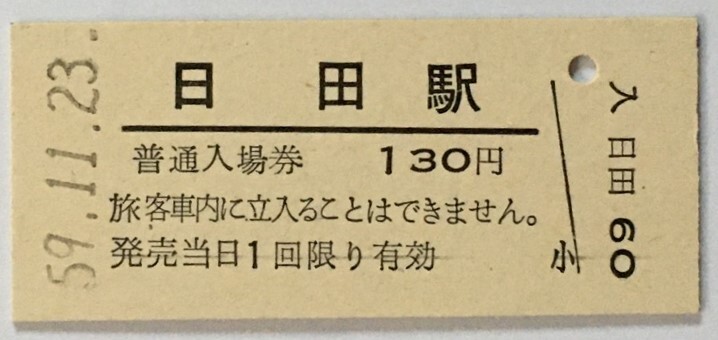 59.11.23.
日田駅
普通入場券 130円
旅客車内に立入ることはできません。
発売当日1回限り有効
小
入 日田 60